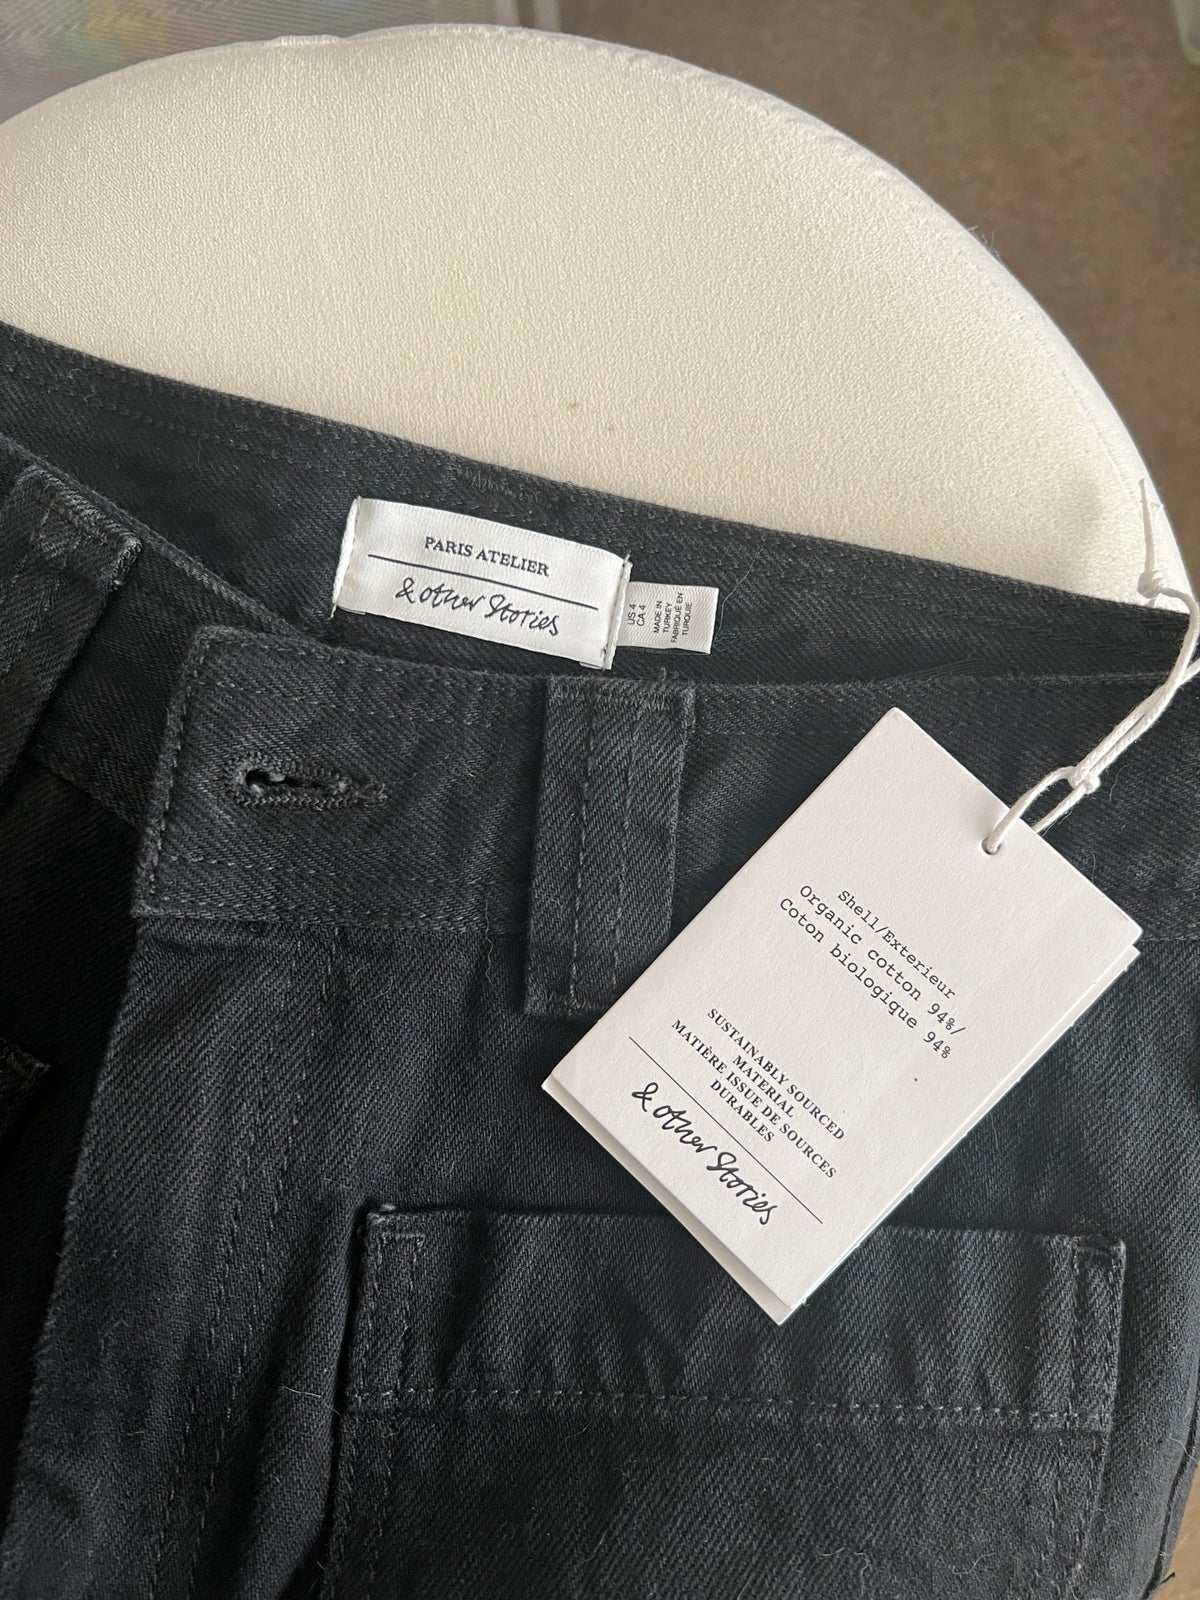 PARIS ATELIER
& other Stories
US 4
CA 4
MADE IN
TURKEY
FABRIQUÉ EN
TURQUIE
Shell/Exterieur
Organic cotton 94%/
Coton biologique 94%
SUSTAINABLY SOURCED
MATERIAL
MATIÈRE ISSUE DE SOURCES
DURABLES
& other Stories